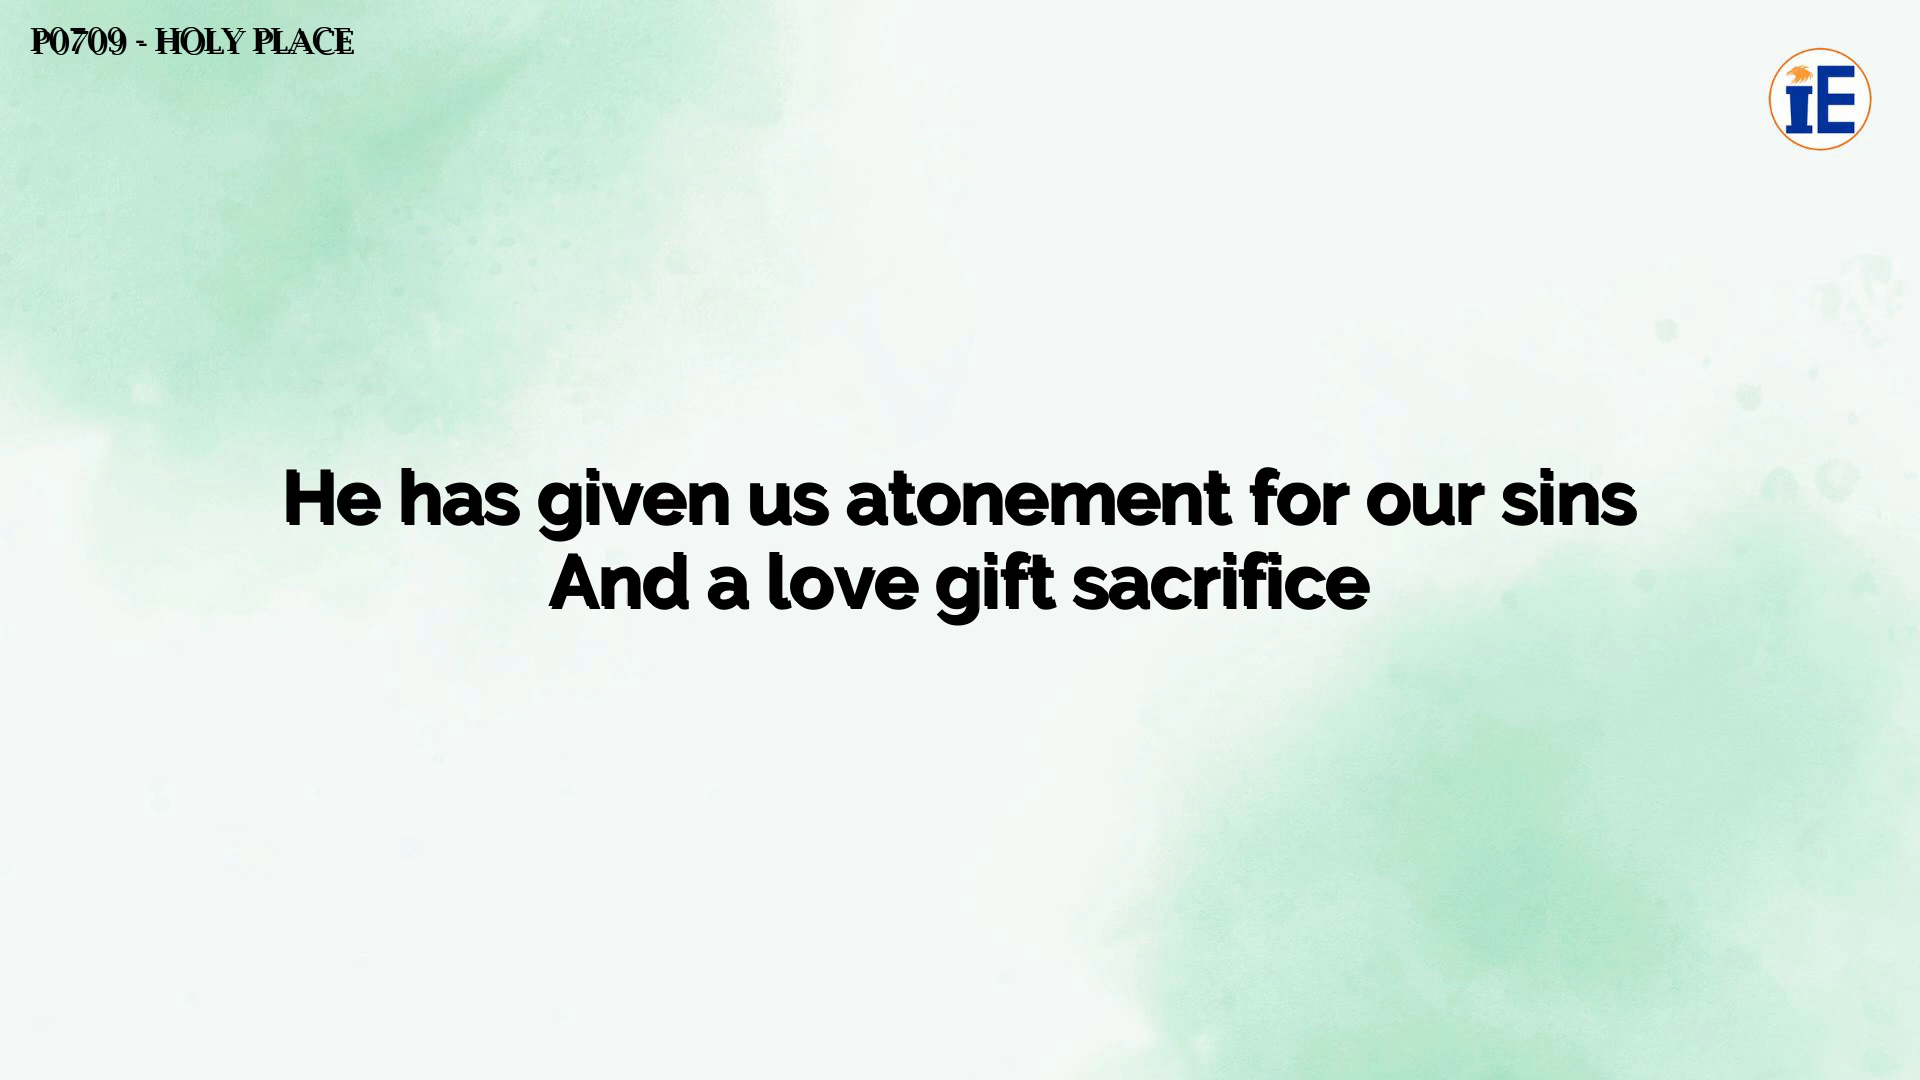 P0709 - HOLY PLACE
iE
He has given us atonement for our sins
And a love gift sacrifice